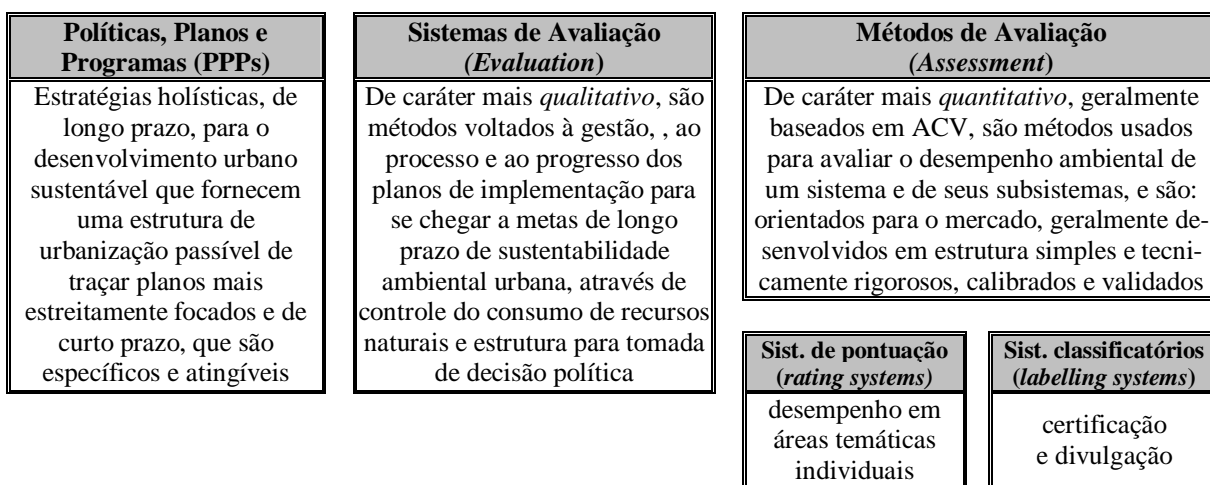 Políticas, Planos e
Programas (PPPs)
Estratégias holísticas, de
longo prazo, para o
desenvolvimento urbano
sustentável que fornecem
uma estrutura de
urbanização passível de
traçar planos mais
estreitamente focados e de
curto prazo, que são
específicos e atingíveis
Sistemas de Avaliação
(Evaluation)
De caráter mais qualitativo, são
métodos voltados à gestão, , ao
processo e ao progresso dos
planos de implementação para
se chegar a metas de longo
prazo de sustentabilidade
ambiental urbana, através de
controle do consumo de recursos
naturais e estrutura para tomada
de decisão política
Métodos de Avaliação
(Assessment)
De caráter mais quantitativo, geralmente
baseados em ACV, são métodos usados
para avaliar o desempenho ambiental de
um sistema e de seus subsistemas, e são:
orientados para o mercado, geralmente de-
senvolvidos em estrutura simples e tecni-
camente rigorosos, calibrados e validados
Sist. de pontuação
(rating systems)
desempenho em
áreas temáticas
individuais
Sist. classificatórios
(labelling systems)
certificação
e divulgação